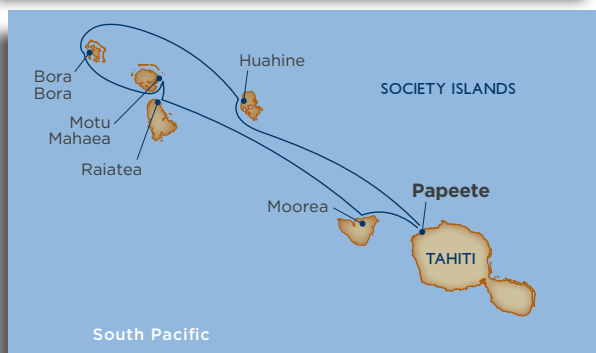 Huahine
Bora
Bora
SOCIETY ISLANDS
Motu
Mahaea
Raiatea
Papeete
Moorea
TAHITI
South Pacific